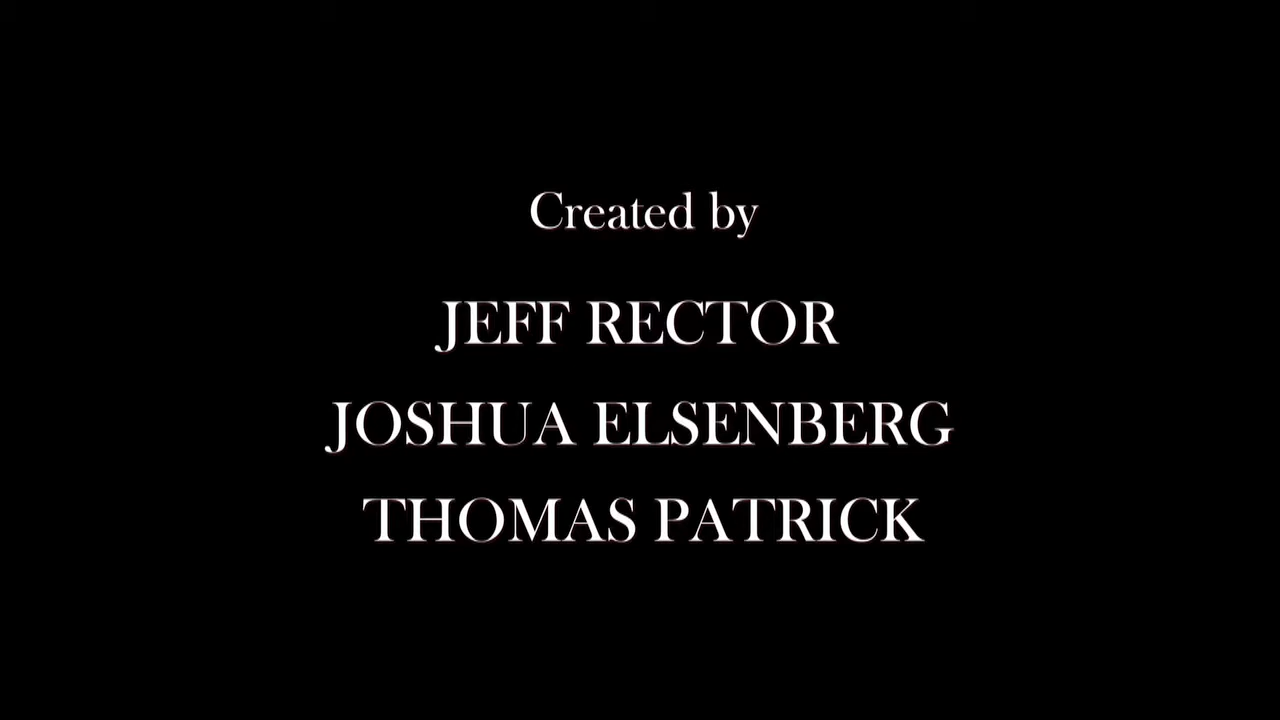 Created by
JEFF RECTOR
JOSHUA ELSENBERG
THOMAS PATRICK